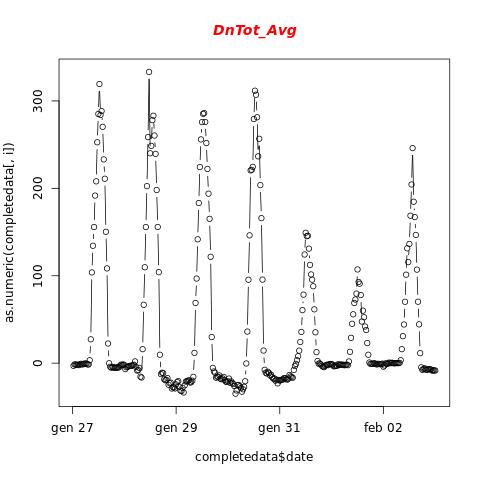 DnTot_Avg
as.numeric(completedata[, i])
300
200
100
0
gen 27
gen 29
gen 31
feb 02
completedata$date